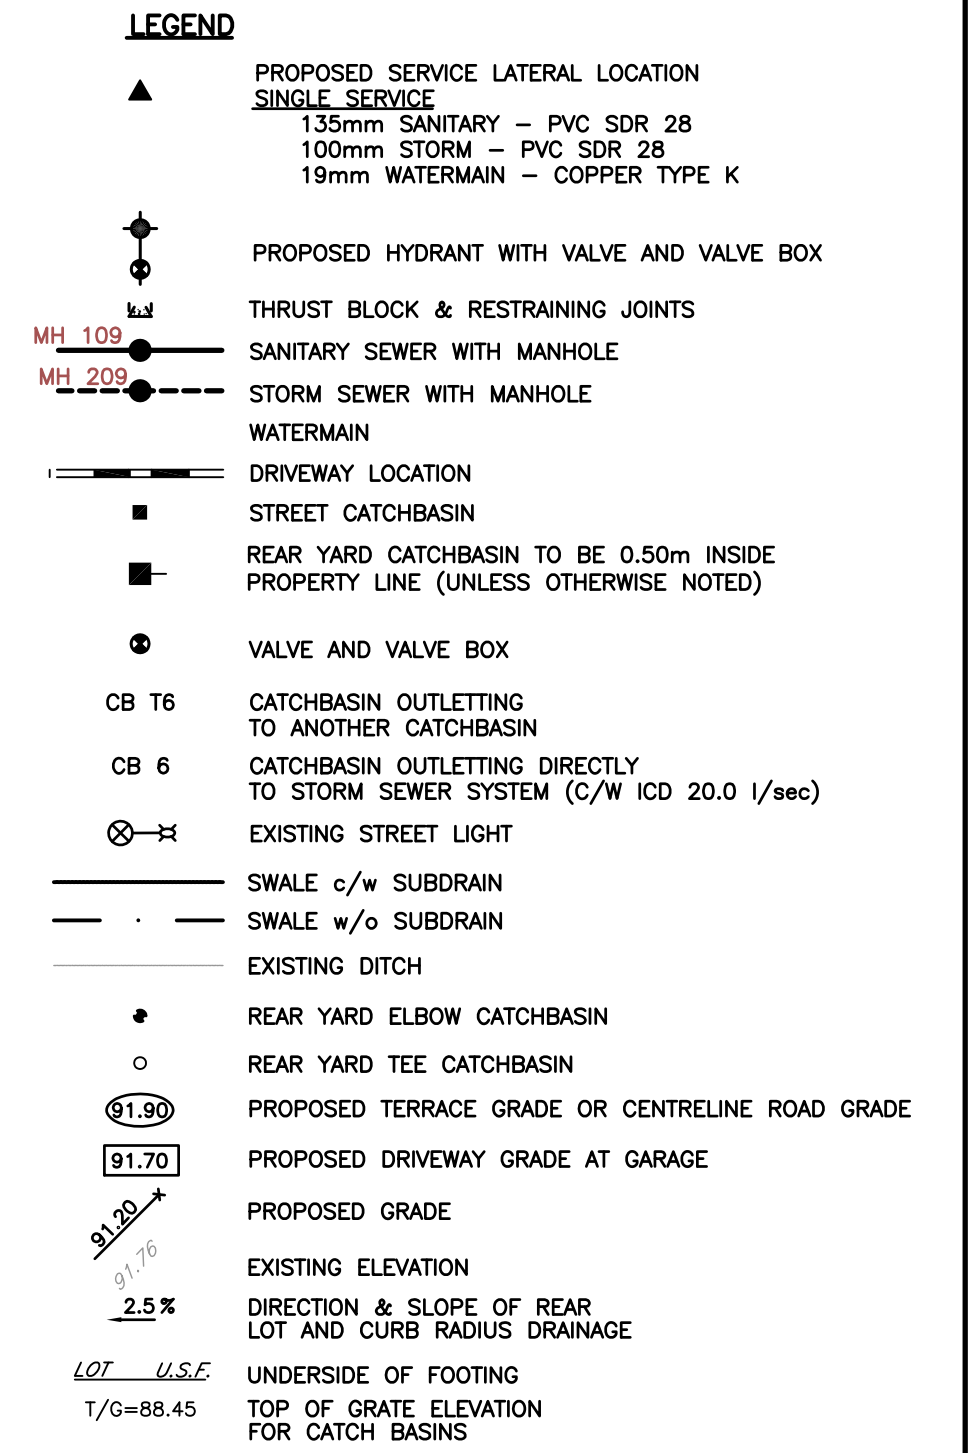 LEGEND
PROPOSED SERVICE LATERAL LOCATION
SINGLE SERVICE
135mm SANITARY – PVC SDR 28
100mm STORM – PVC SDR 28
19mm WATERMAIN – COPPER TYPE K
PROPOSED HYDRANT WITH VALVE AND VALVE BOX
THRUST BLOCK & RESTRAINING JOINTS
MH 109
SANITARY SEWER WITH MANHOLE
MH 209
STORM SEWER WITH MANHOLE
WATERMAIN
DRIVEWAY LOCATION
STREET CATCHBASIN
REAR YARD CATCHBASIN TO BE 0.50m INSIDE
PROPERTY LINE (UNLESS OTHERWISE NOTED)
VALVE AND VALVE BOX
CB T6 CATCHBASIN OUTLETTING
TO ANOTHER CATCHBASIN
CB 6 CATCHBASIN OUTLETTING DIRECTLY
TO STORM SEWER SYSTEM (C/W ICD 20.0 l/sec)
EXISTING STREET LIGHT
SWALE c/w SUBDRAIN
SWALE w/o SUBDRAIN
EXISTING DITCH
REAR YARD ELBOW CATCHBASIN
REAR YARD TEE CATCHBASIN
91.90 PROPOSED TERRACE GRADE OR CENTRELINE ROAD GRADE
91.70 PROPOSED DRIVEWAY GRADE AT GARAGE
91.20 PROPOSED GRADE
91.76 EXISTING ELEVATION
2.5% DIRECTION & SLOPE OF REAR
LOT AND CURB RADIUS DRAINAGE
LOT U.S.F. UNDERSIDE OF FOOTING
T/G=88.45 TOP OF GRATE ELEVATION
FOR CATCH BASINS